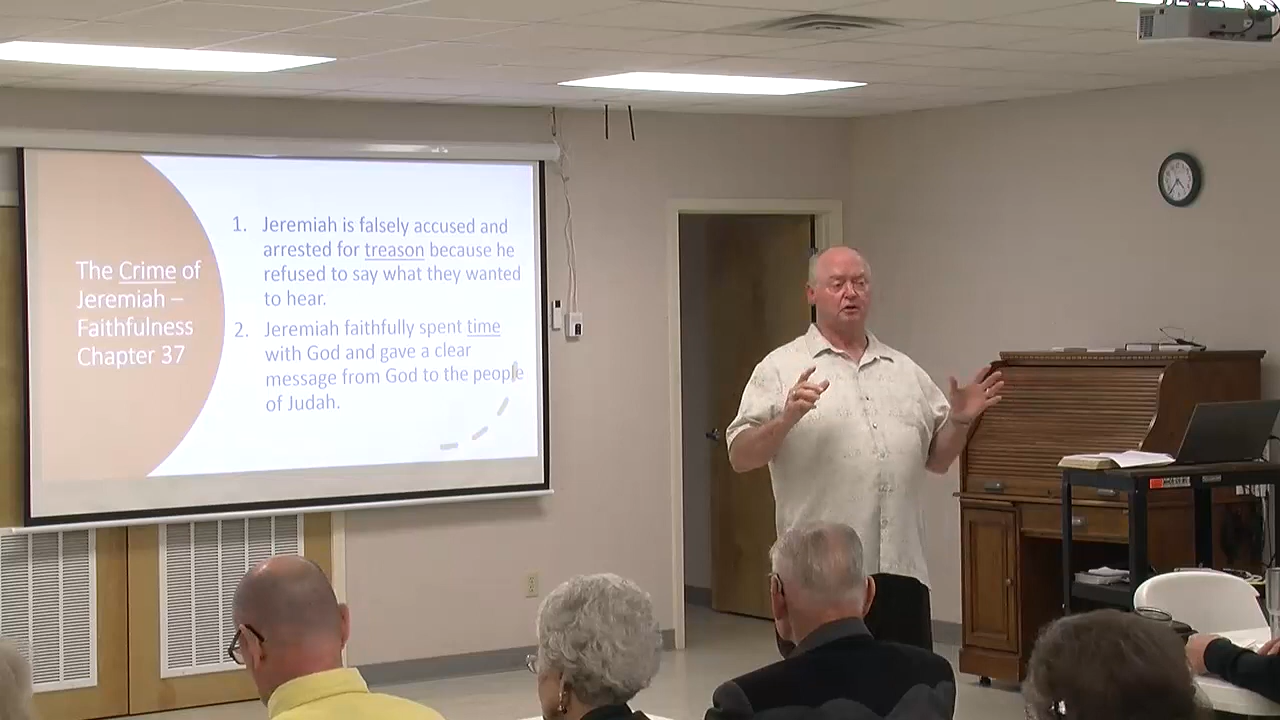 The Crime of
Jeremiah –
Faithfulness
Chapter 37
1. Jeremiah is falsely accused and
arrested for treason because he
refused to say what they wanted
to hear.
2. Jeremiah faithfully spent time
with God and gave a clear
message from God to the people
of Judah.